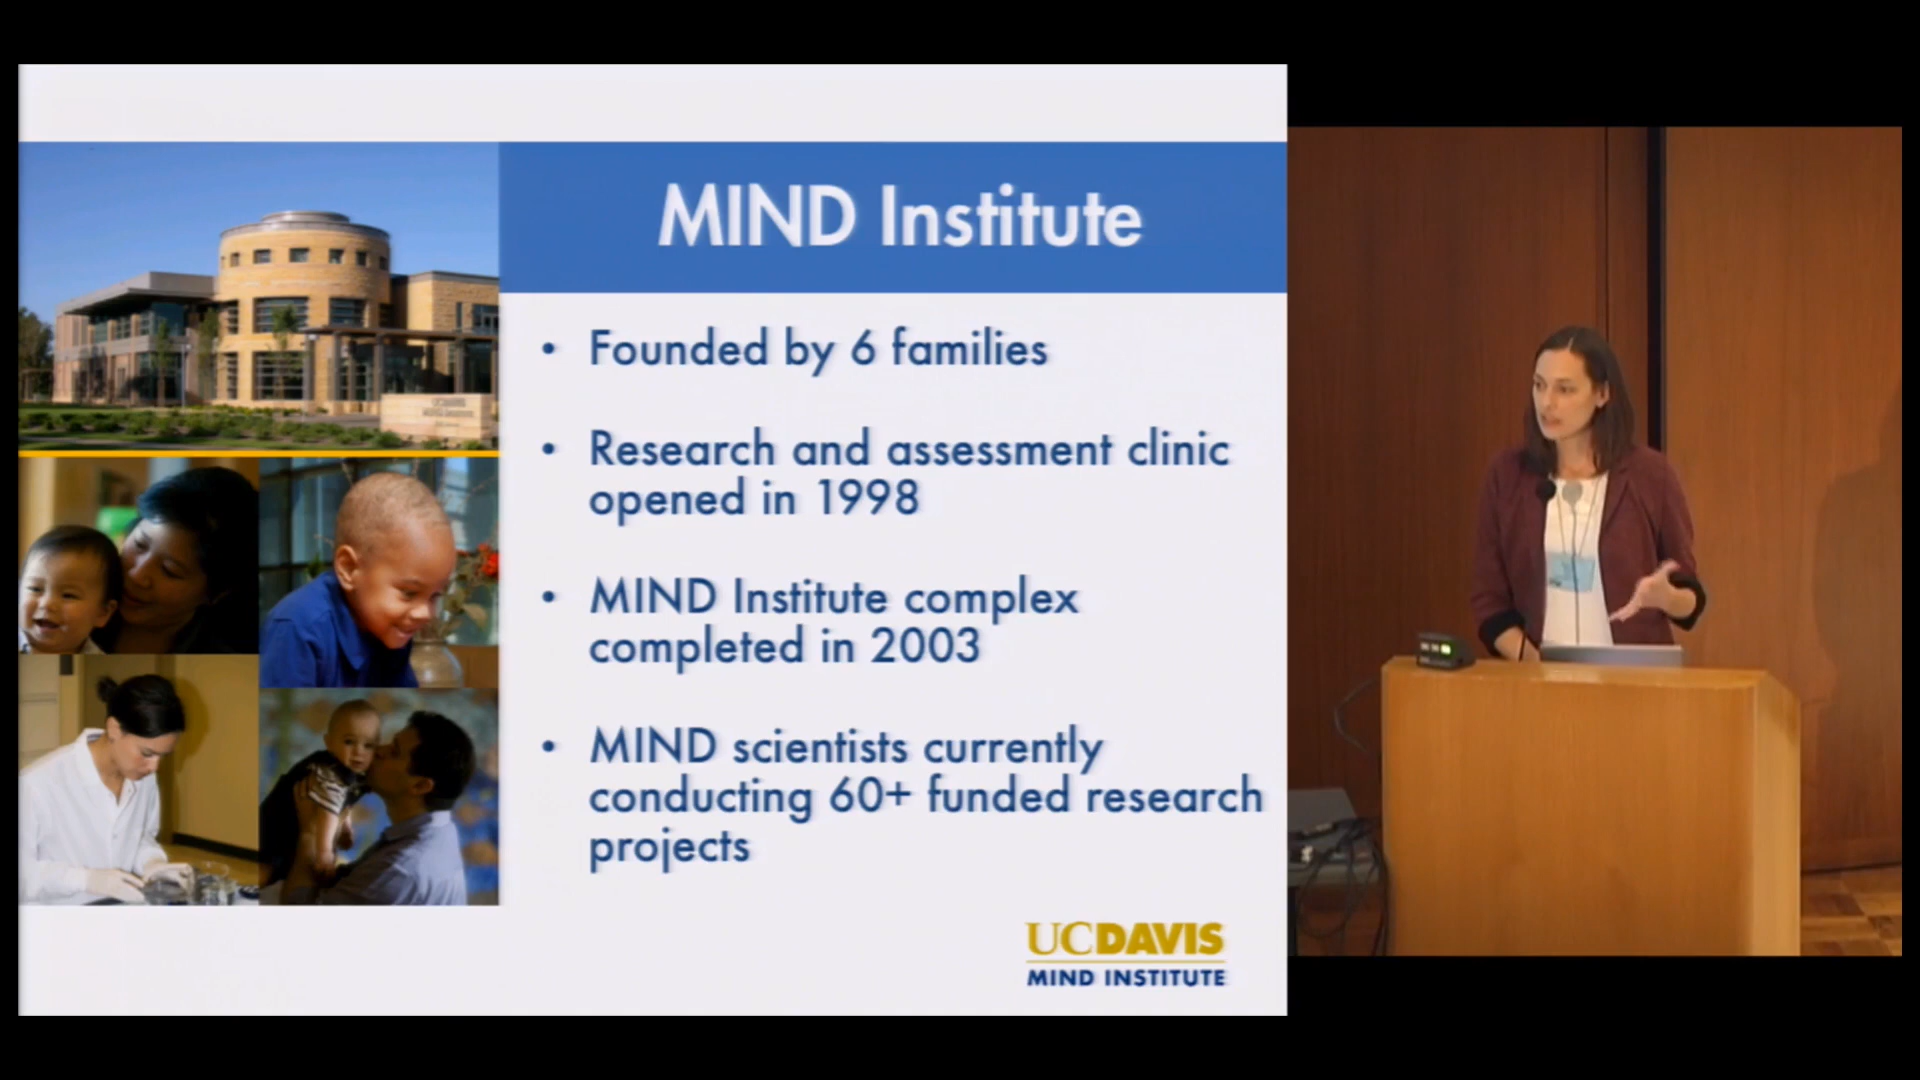 MIND Institute
• Founded by 6 families
• Research and assessment clinic
opened in 1998
• MIND Institute complex
completed in 2003
• MIND scientists currently
conducting 60+ funded research
projects
UCDAVIS
MIND INSTITUTE